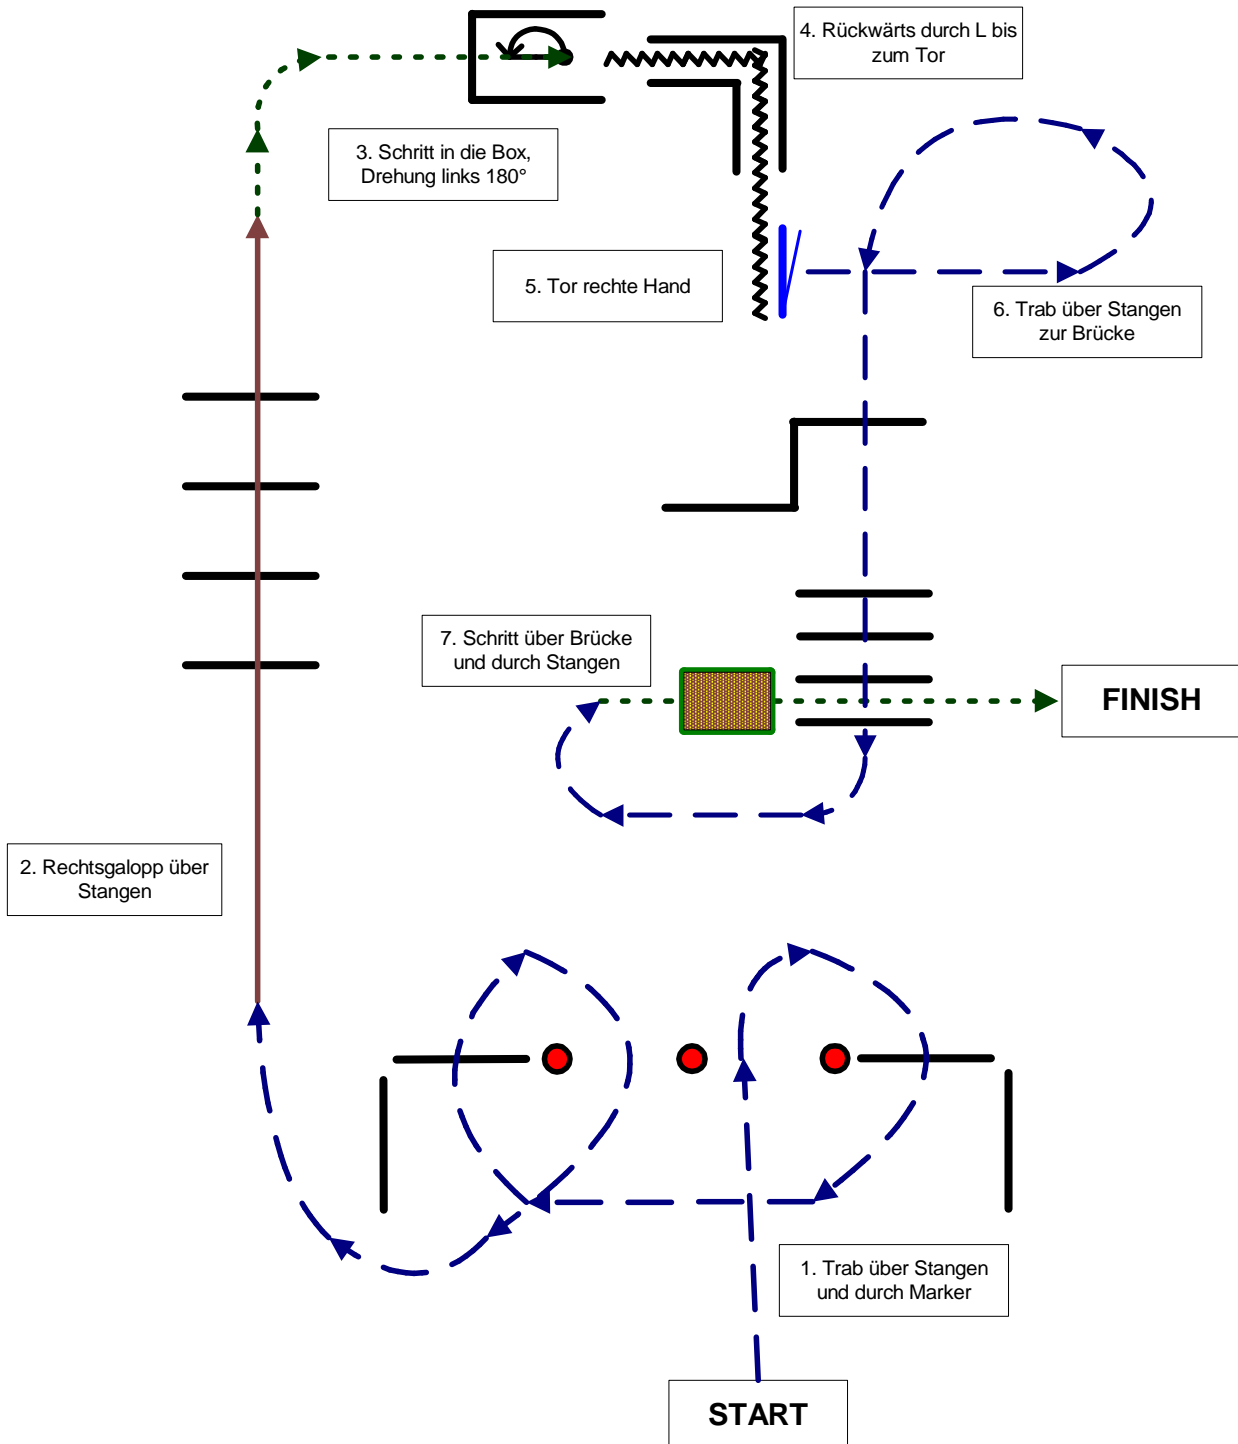 4. Rückwärts durch L bis
zum Tor
3. Schritt in die Box,
Drehung links 180°
5. Tor rechte Hand
6. Trab über Stangen
zur Brücke
7. Schritt über Brücke
und durch Stangen
FINISH
2. Rechtsgalopp über
Stangen
1. Trab über Stangen
und durch Marker
START